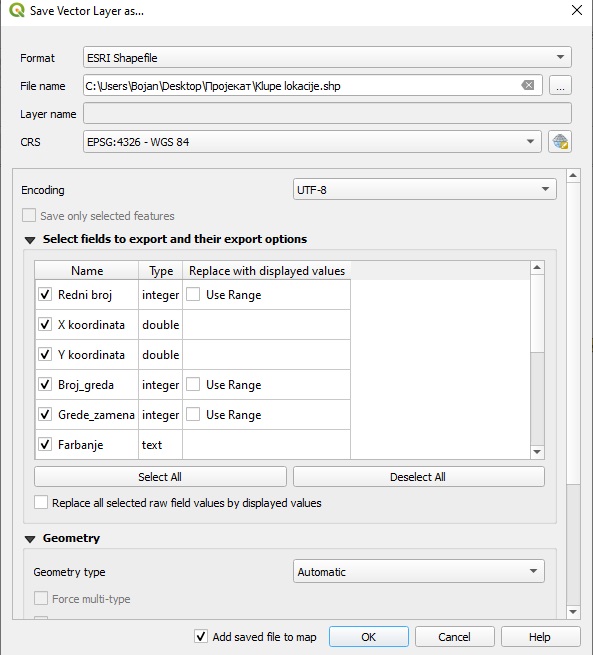 Save Vector Layer as...
Format ESRI Shapefile
File name C:\Users\Bojan\Desktop\Пројекат\Klupe lokacije.shp ...
Layer name
CRS EPSG:4326 - WGS 84
Encoding UTF-8
Save only selected features
Select fields to export and their export options
Name Type Replace with displayed values
Redni broj integer Use Range
X koordinata double
Y koordinata double
Broj_greda integer Use Range
Grede_zamena integer Use Range
Farbanje text
Select All Deselect All
Replace all selected raw field values by displayed values
Geometry
Geometry type Automatic
Force multi-type
Add saved file to map OK Cancel Help